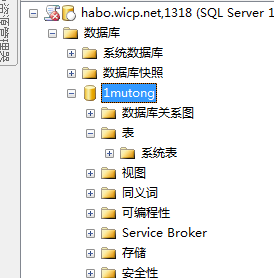 habo.wicp.net,1318 (SQL Server 1
数据库
系统数据库
数据库快照
1mutong
数据库关系图
表
系统表
视图
同义词
可编程性
Service Broker
存储
安全性